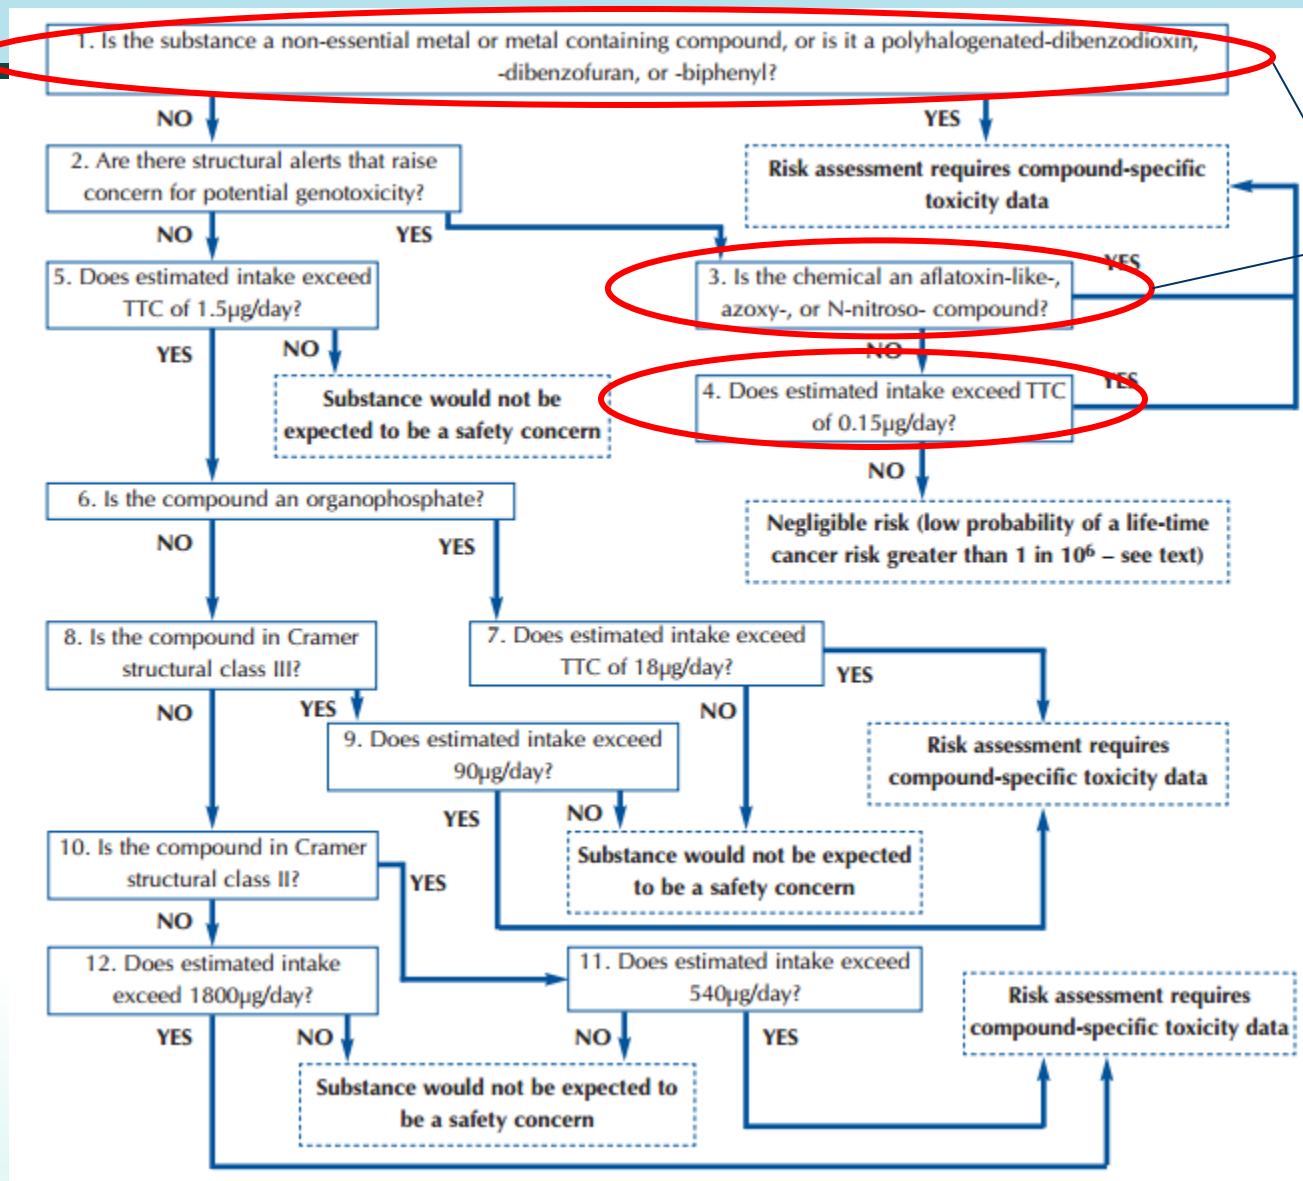 1. Is the substance a non-essential metal or metal containing compound, or is it a polyhalogenated-dibenzodioxin,
-dibenzofuran, or -biphenyl?
NO
YES
2. Are there structural alerts that raise
concern for potential genotoxicity?
Risk assessment requires compound-specific
toxicity data
NO
YES
5. Does estimated intake exceed
TTC of 1.5µg/day?
3. Is the chemical an aflatoxin-like-,
azoxy-, or N-nitroso- compound?
YES
YES
NO
NO
Substance would not be
expected to be a safety concern
4. Does estimated intake exceed TTC
of 0.15µg/day?
YES
NO
6. Is the compound an organophosphate?
Negligible risk (low probability of a life-time
cancer risk greater than 1 in 10⁶ – see text)
NO
YES
8. Is the compound in Cramer
structural class III?
7. Does estimated intake exceed
TTC of 18µg/day?
YES
NO
YES
NO
9. Does estimated intake exceed
90µg/day?
Risk assessment requires
compound-specific toxicity data
YES
NO
10. Is the compound in Cramer
structural class II?
Substance would not be expected
to be a safety concern
YES
NO
12. Does estimated intake
exceed 1800µg/day?
11. Does estimated intake exceed
540µg/day?
Risk assessment requires
compound-specific toxicity data
YES
NO
NO
YES
Substance would not be expected to
be a safety concern